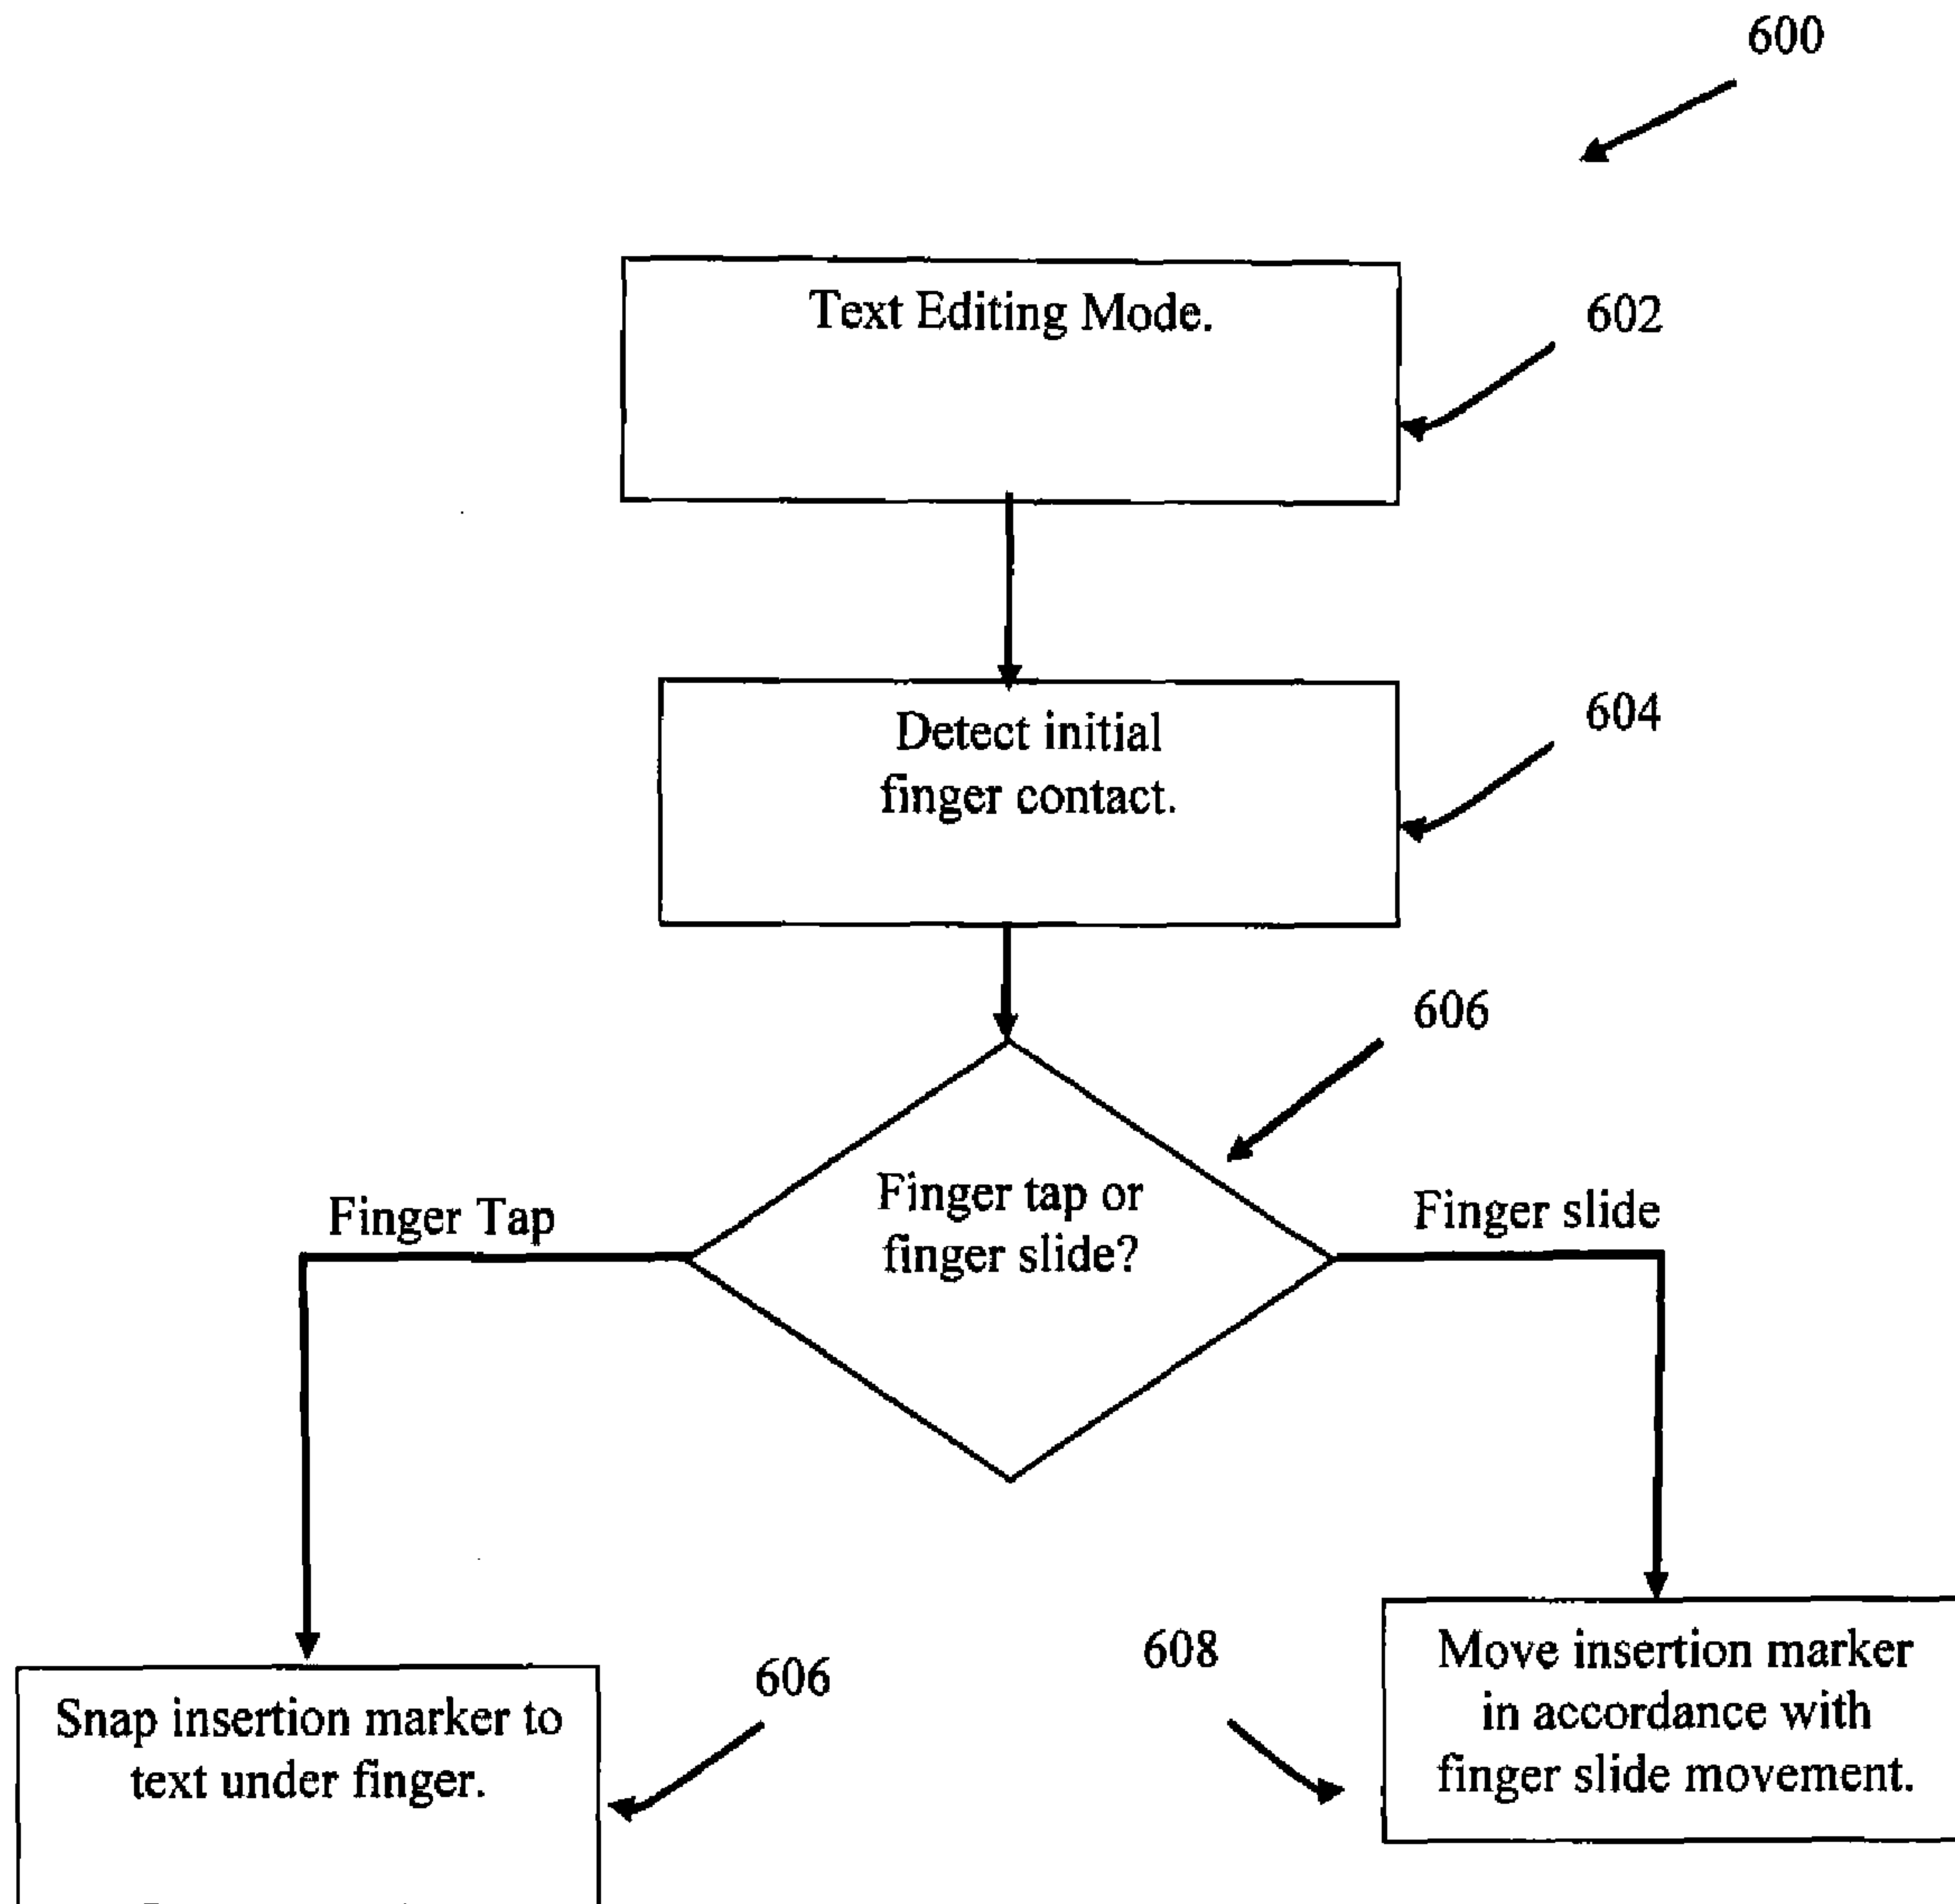 600
Text Editing Mode.
602
Detect initial
finger contact.
604
606
Finger tap or
finger slide?
Finger Tap
Finger slide
Snap insertion marker to
text under finger.
606
608
Move insertion marker
in accordance with
finger slide movement.